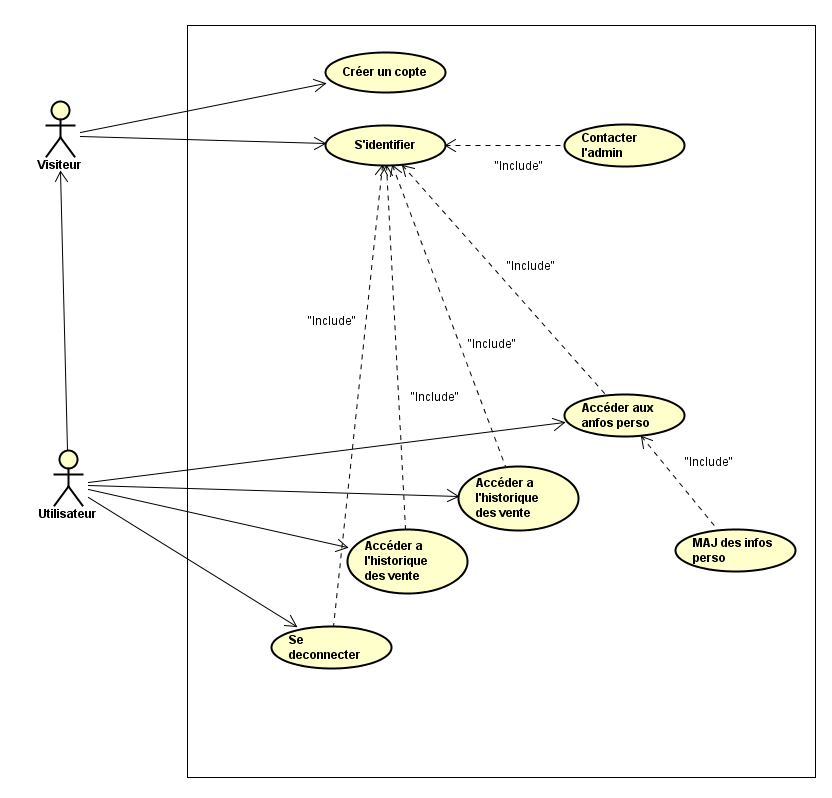 Créer un copte
S'identifier
Contacter
l'admin
"Include"
Visiteur
"Include"
"Include"
"Include"
"Include"
Accéder aux
anfos perso
"Include"
Utilisateur
Accéder a
l'historique
des vente
Accéder a
l'historique
des vente
MAJ des infos
perso
Se
deconnecter